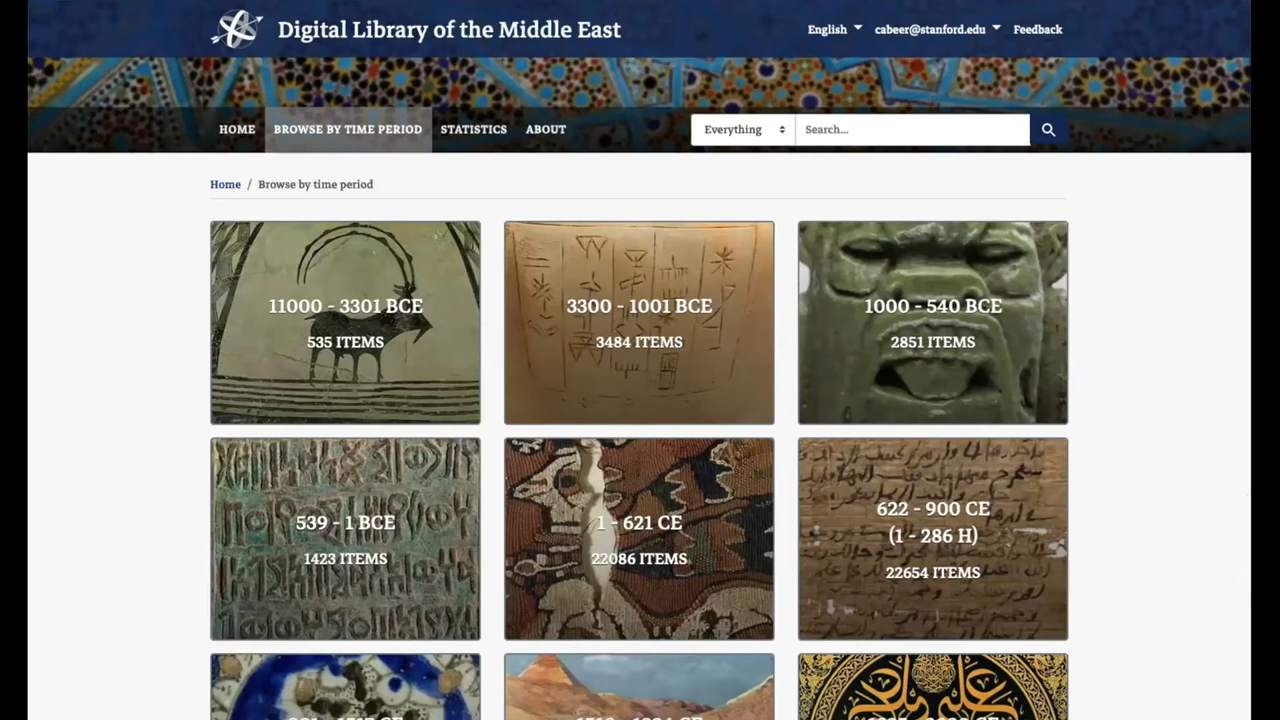 Digital Library of the Middle East
English
cabeer@stanford.edu
Feedback
HOME
BROWSE BY TIME PERIOD
STATISTICS
ABOUT
Everything
Search...
Home / Browse by time period
11000 - 3301 BCE
535 ITEMS
3300 - 1001 BCE
3484 ITEMS
1000 - 540 BCE
2851 ITEMS
539 - 1 BCE
1423 ITEMS
1 - 621 CE
22086 ITEMS
622 - 900 CE
(1 - 286 H)
22654 ITEMS